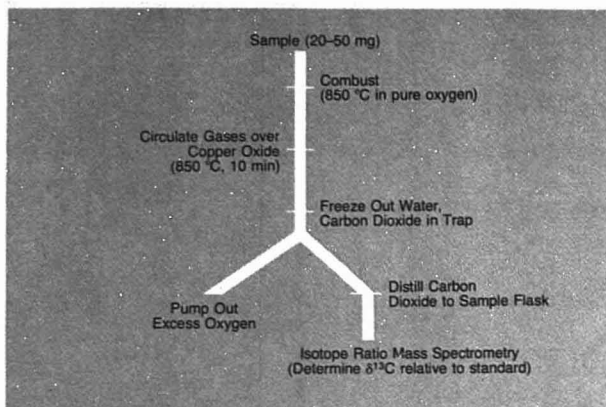 Sample (20–50 mg)
Combust
(850 °C in pure oxygen)
Circulate Gases over
Copper Oxide
(850 °C, 10 min)
Freeze Out Water,
Carbon Dioxide in Trap
Pump Out
Excess Oxygen
Distill Carbon
Dioxide to Sample Flask
Isotope Ratio Mass Spectrometry
(Determine δ¹³C relative to standard)